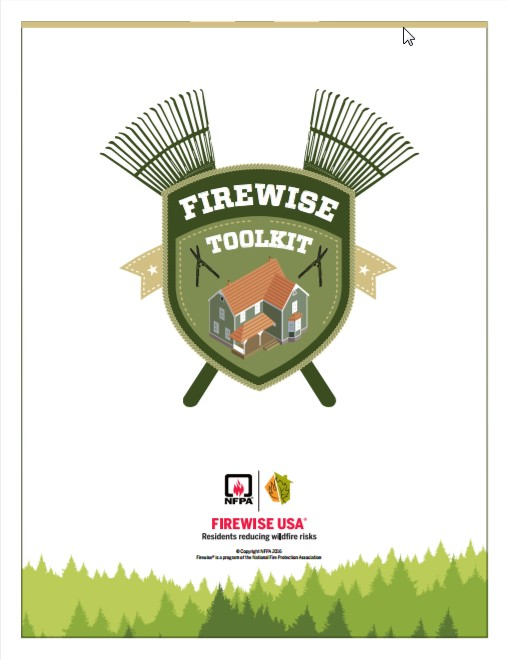 FIREWISE
TOOLKIT
NFPA®
FIREWISE USA®
Residents reducing wildfire risks
© Copyright NFPA 2016
Firewise® is a program of the National Fire Protection Association